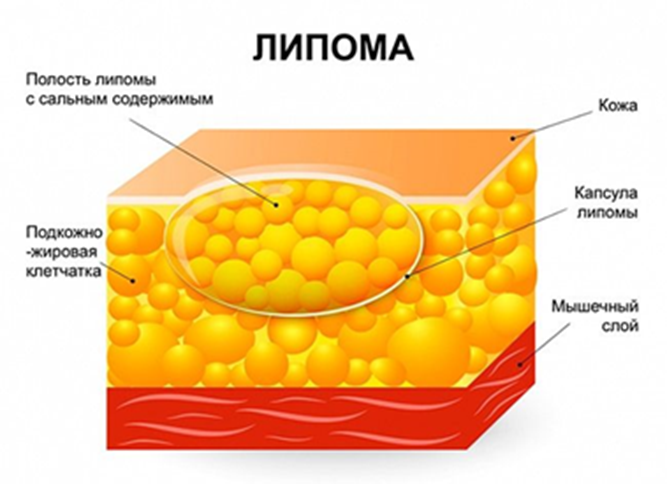 ЛИПОМА
Полость липомы
с сальным содержимым
Кожа
Капсула
липомы
Подкожно
-жировая
клетчатка
Мышечный
слой